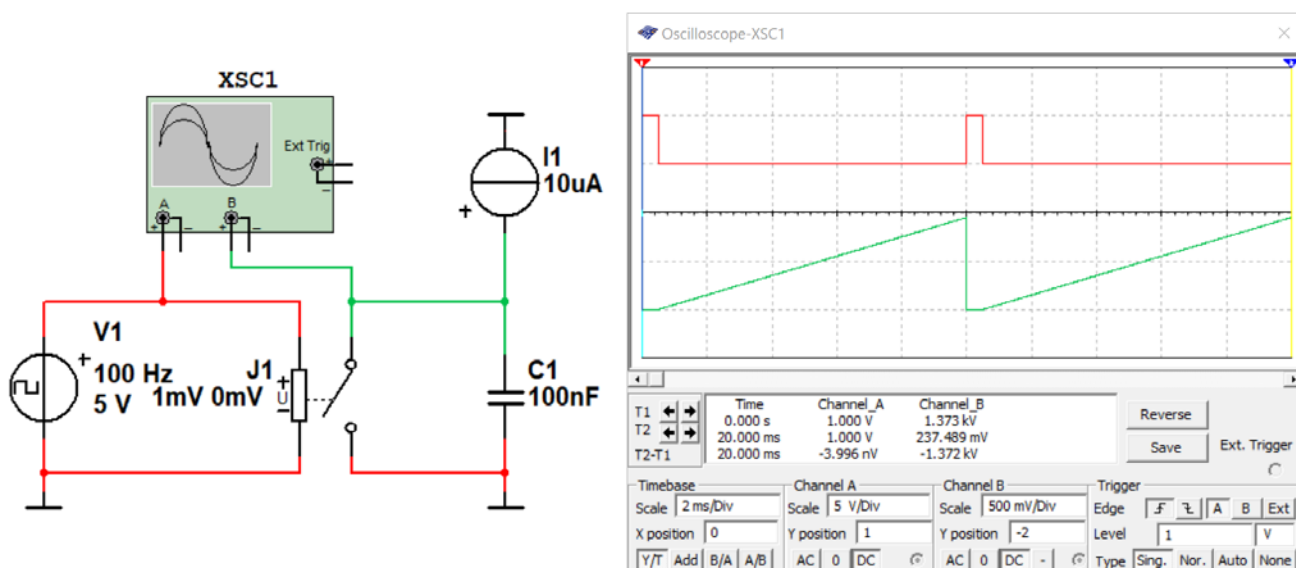 XSC1
Ext Trig
+
−
A
B
+ − + −
I1
10uA
+
V1
+
100 Hz
5 V
J1
1mV 0mV
+
U
−
C1
100nF
Oscilloscope-XSC1
Time Channel_A Channel_B
T1 0.000 s 1.000 V 1.373 kV
T2 20.000 ms 1.000 V 237.489 mV
T2-T1 20.000 ms -3.996 nV -1.372 kV
Reverse
Save
Ext. Trigger
Timebase
Scale 2 ms/Div
X position 0
Y/T Add B/A A/B
Channel A
Scale 5 V/Div
Y position 1
AC 0 DC
Channel B
Scale 500 mV/Div
Y position -2
AC 0 DC -
Trigger
Edge A B Ext
Level 1 V
Type Sing. Nor. Auto None